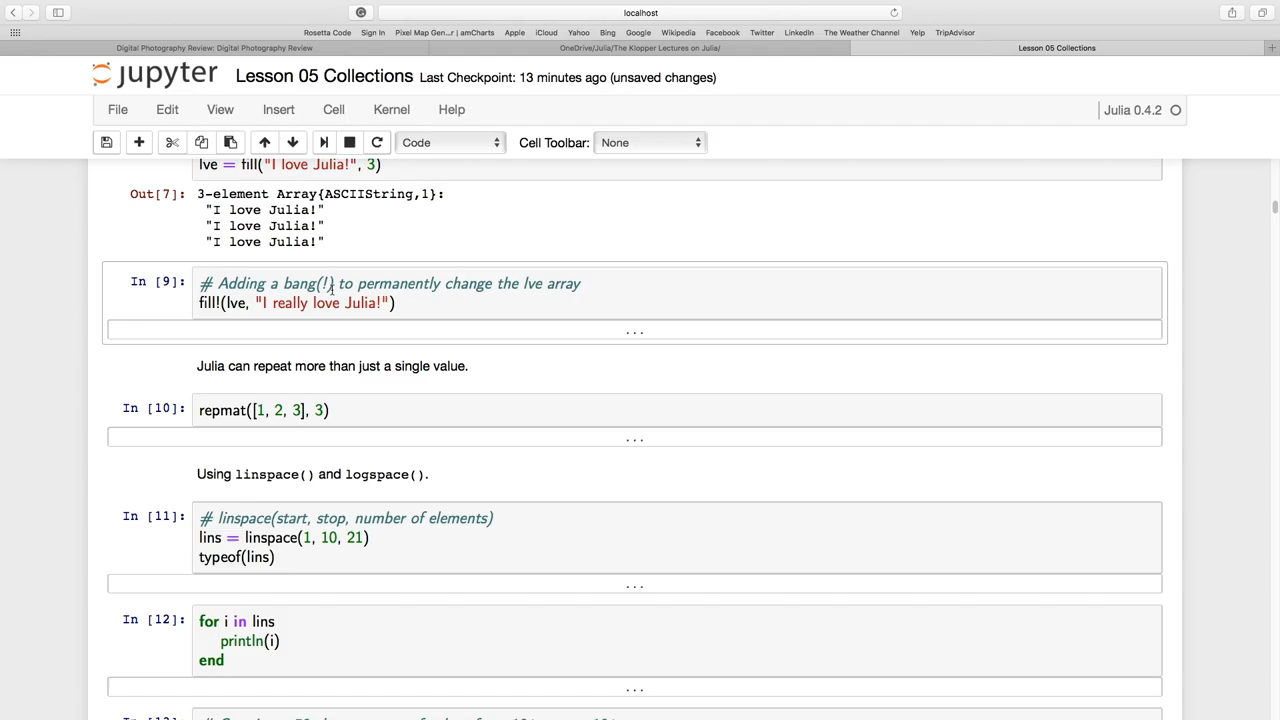 localhost
Rosetta Code Sign In Pixel Map Gen...r | amCharts Apple iCloud Yahoo Bing Google Wikipedia Facebook Twitter LinkedIn The Weather Channel Yelp TripAdvisor
Digital Photography Review: Digital Photography Review OneDrive/Julia/The Klopper Lectures on Julia/ Lesson 05 Collections
jupyter Lesson 05 Collections Last Checkpoint: 13 minutes ago (unsaved changes)
File Edit View Insert Cell Kernel Help Julia 0.4.2
Code Cell Toolbar: None
lve = fill("I love Julia!", 3)
Out[7]: 3-element Array{ASCIIString,1}:
"I love Julia!"
"I love Julia!"
"I love Julia!"
In [9]: # Adding a bang(!) to permanently change the lve array
fill!(lve, "I really love Julia!")
...
Julia can repeat more than just a single value.
In [10]: repmat([1, 2, 3], 3)
...
Using linspace() and logspace().
In [11]: # linspace(start, stop, number of elements)
lins = linspace(1, 10, 21)
typeof(lins)
...
In [12]: for i in lins
println(i)
end
...